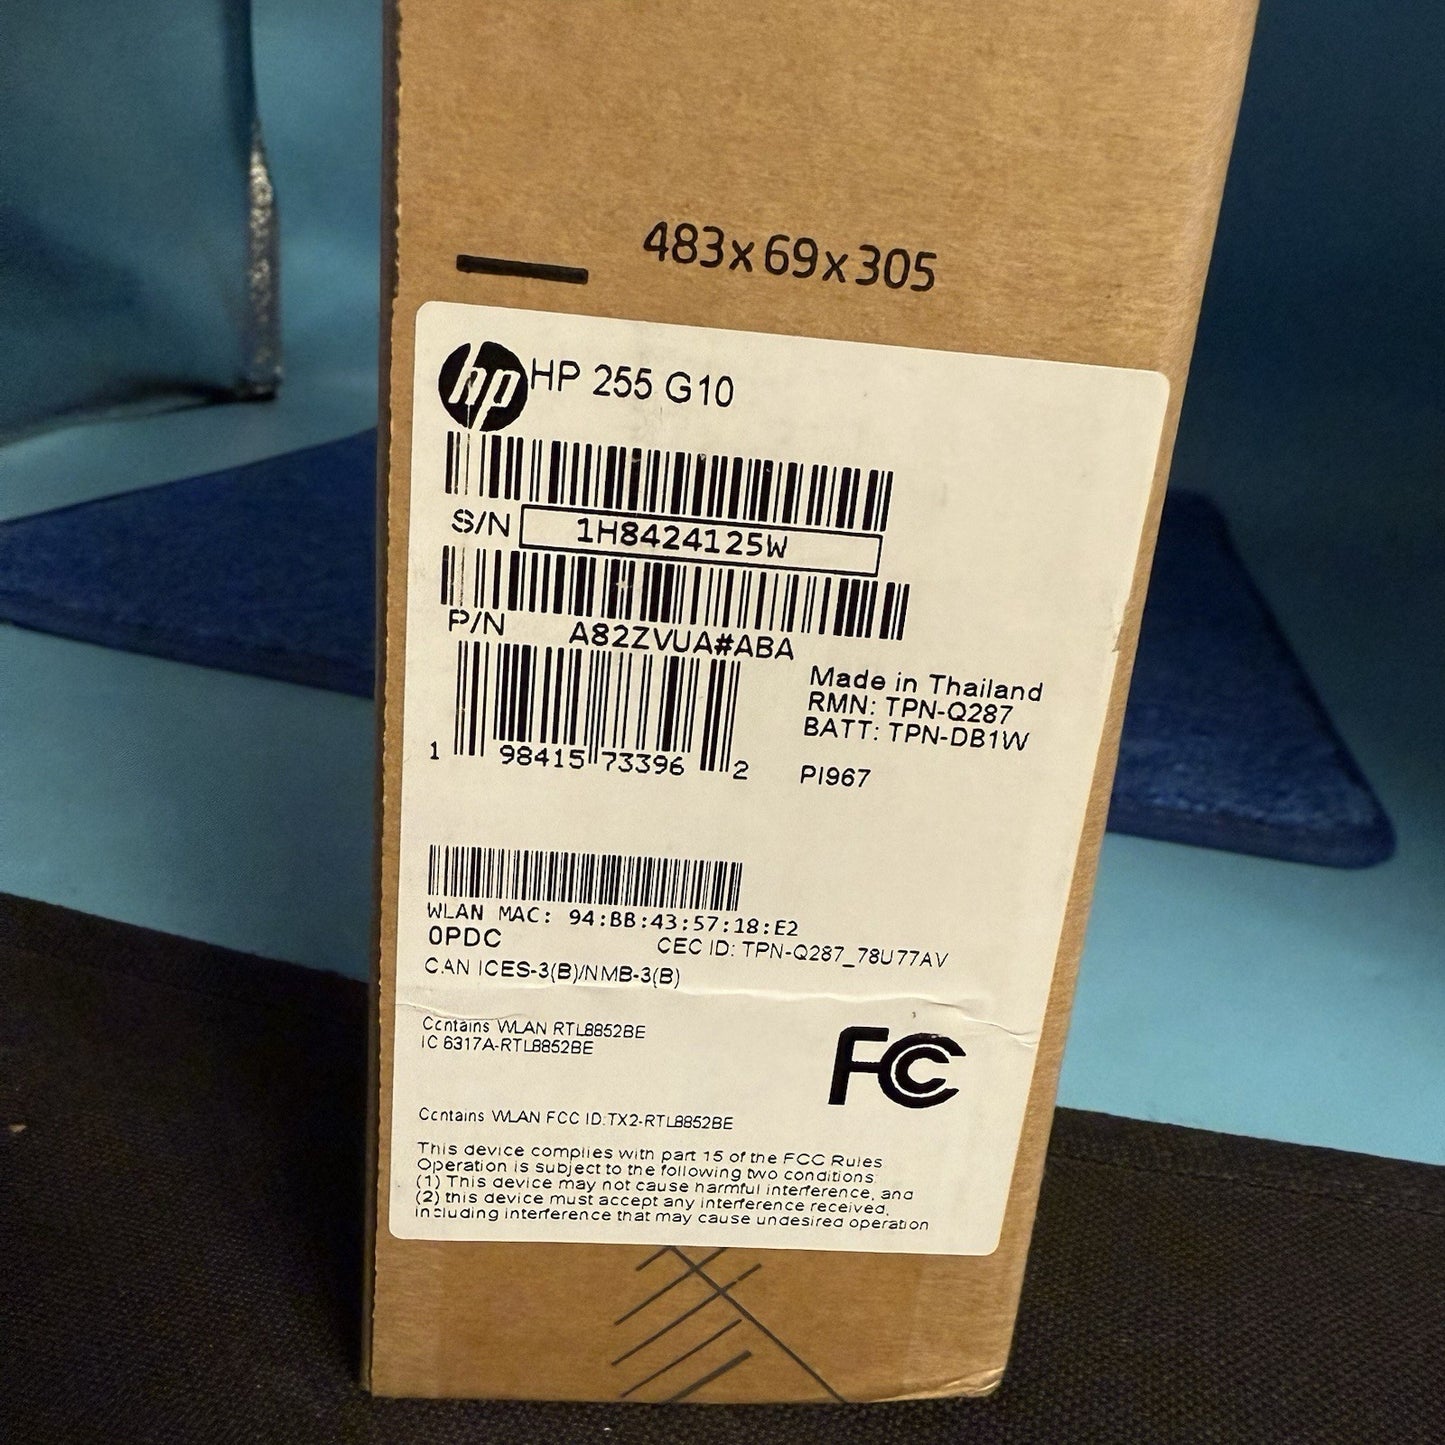 483x69x305
hp HP 255 G10
S/N 1H8424125W
P/N A82ZVUA#ABA
Made in Thailand
RMN: TPN-Q287
BATT: TPN-DB1W
1 98415 73396 2
PI967
WLAN MAC: 94:BB:43:57:18:E2
0PDC CEC ID: TPN-Q287_78U77AV
CAN ICES-3(B)/NMB-3(B)
Contains WLAN RTL8852BE
IC 6317A-RTL8852BE
FC
Contains WLAN FCC ID:TX2-RTL8852BE
This device complies with part 15 of the FCC Rules
Operation is subject to the following two conditions
(1) This device may not cause harmful interference, and
(2) this device must accept any interference received,
including interference that may cause undesired operation